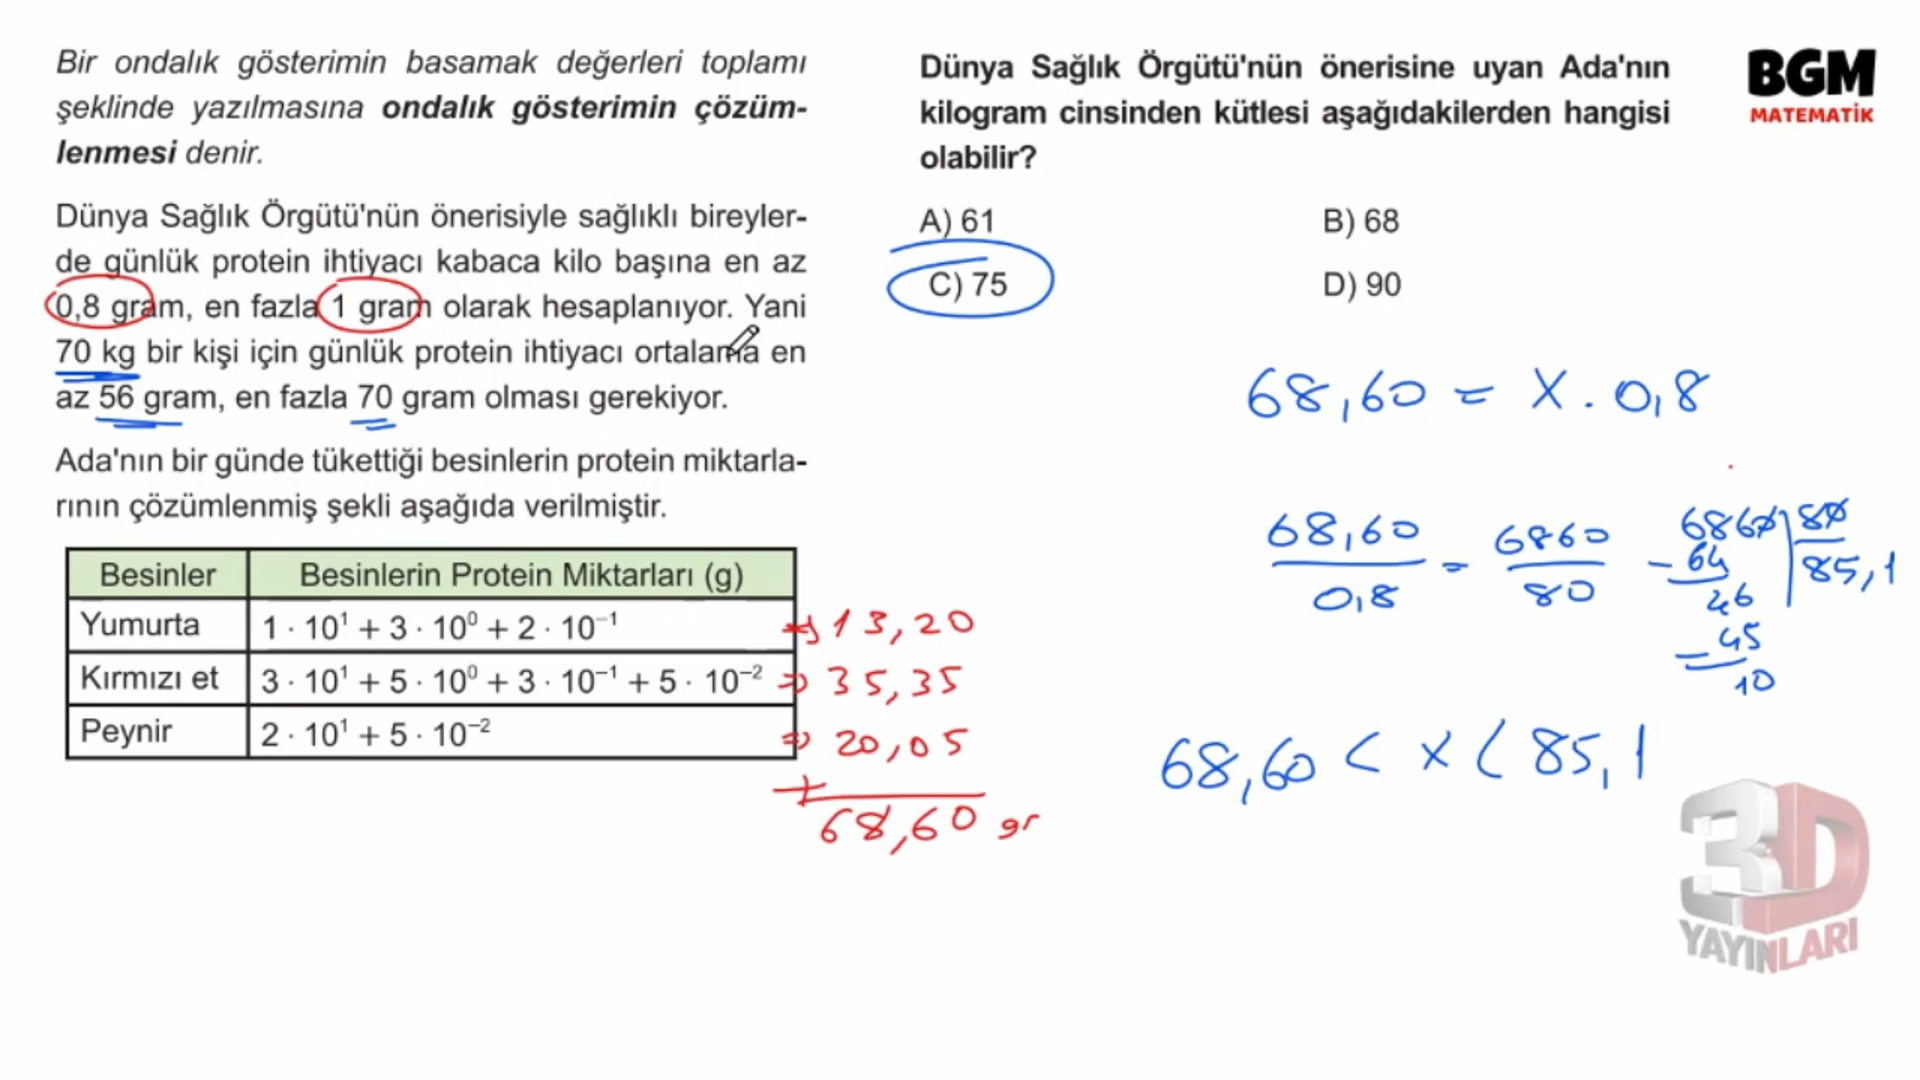 Bir ondalık gösterimin basamak değerleri toplamı
şeklinde yazılmasına ondalık gösterimin çözüm-
lenmesi denir.
Dünya Sağlık Örgütü'nün önerisiyle sağlıklı bireyler-
de günlük protein ihtiyacı kabaca kilo başına en az
0,8 gram, en fazla 1 gram olarak hesaplanıyor. Yani
70 kg bir kişi için günlük protein ihtiyacı ortalama en
az 56 gram, en fazla 70 gram olması gerekiyor.
Ada'nın bir günde tükettiği besinlerin protein miktarla-
rının çözümlenmiş şekli aşağıda verilmiştir.
Besinler Besinlerin Protein Miktarları (g)
Yumurta 1 · 10¹ + 3 · 10⁰ + 2 · 10⁻¹ ⇒ 13,20
Kırmızı et 3 · 10¹ + 5 · 10⁰ + 3 · 10⁻¹ + 5 · 10⁻² ⇒ 35,35
Peynir 2 · 10¹ + 5 · 10⁻² ⇒ 20,05
+
68,60 gr
Dünya Sağlık Örgütü'nün önerisine uyan Ada'nın
kilogram cinsinden kütlesi aşağıdakilerden hangisi
olabilir?
A) 61 B) 68
C) 75 D) 90
68,60 = X . 0,8
68,60 / 0,8 = 6860 / 80
6860 | 80
- 64 | 85,1
46
- 45
10
68,60 < x < 85,1
BGM
MATEMATİK
3D
YAYINLARI